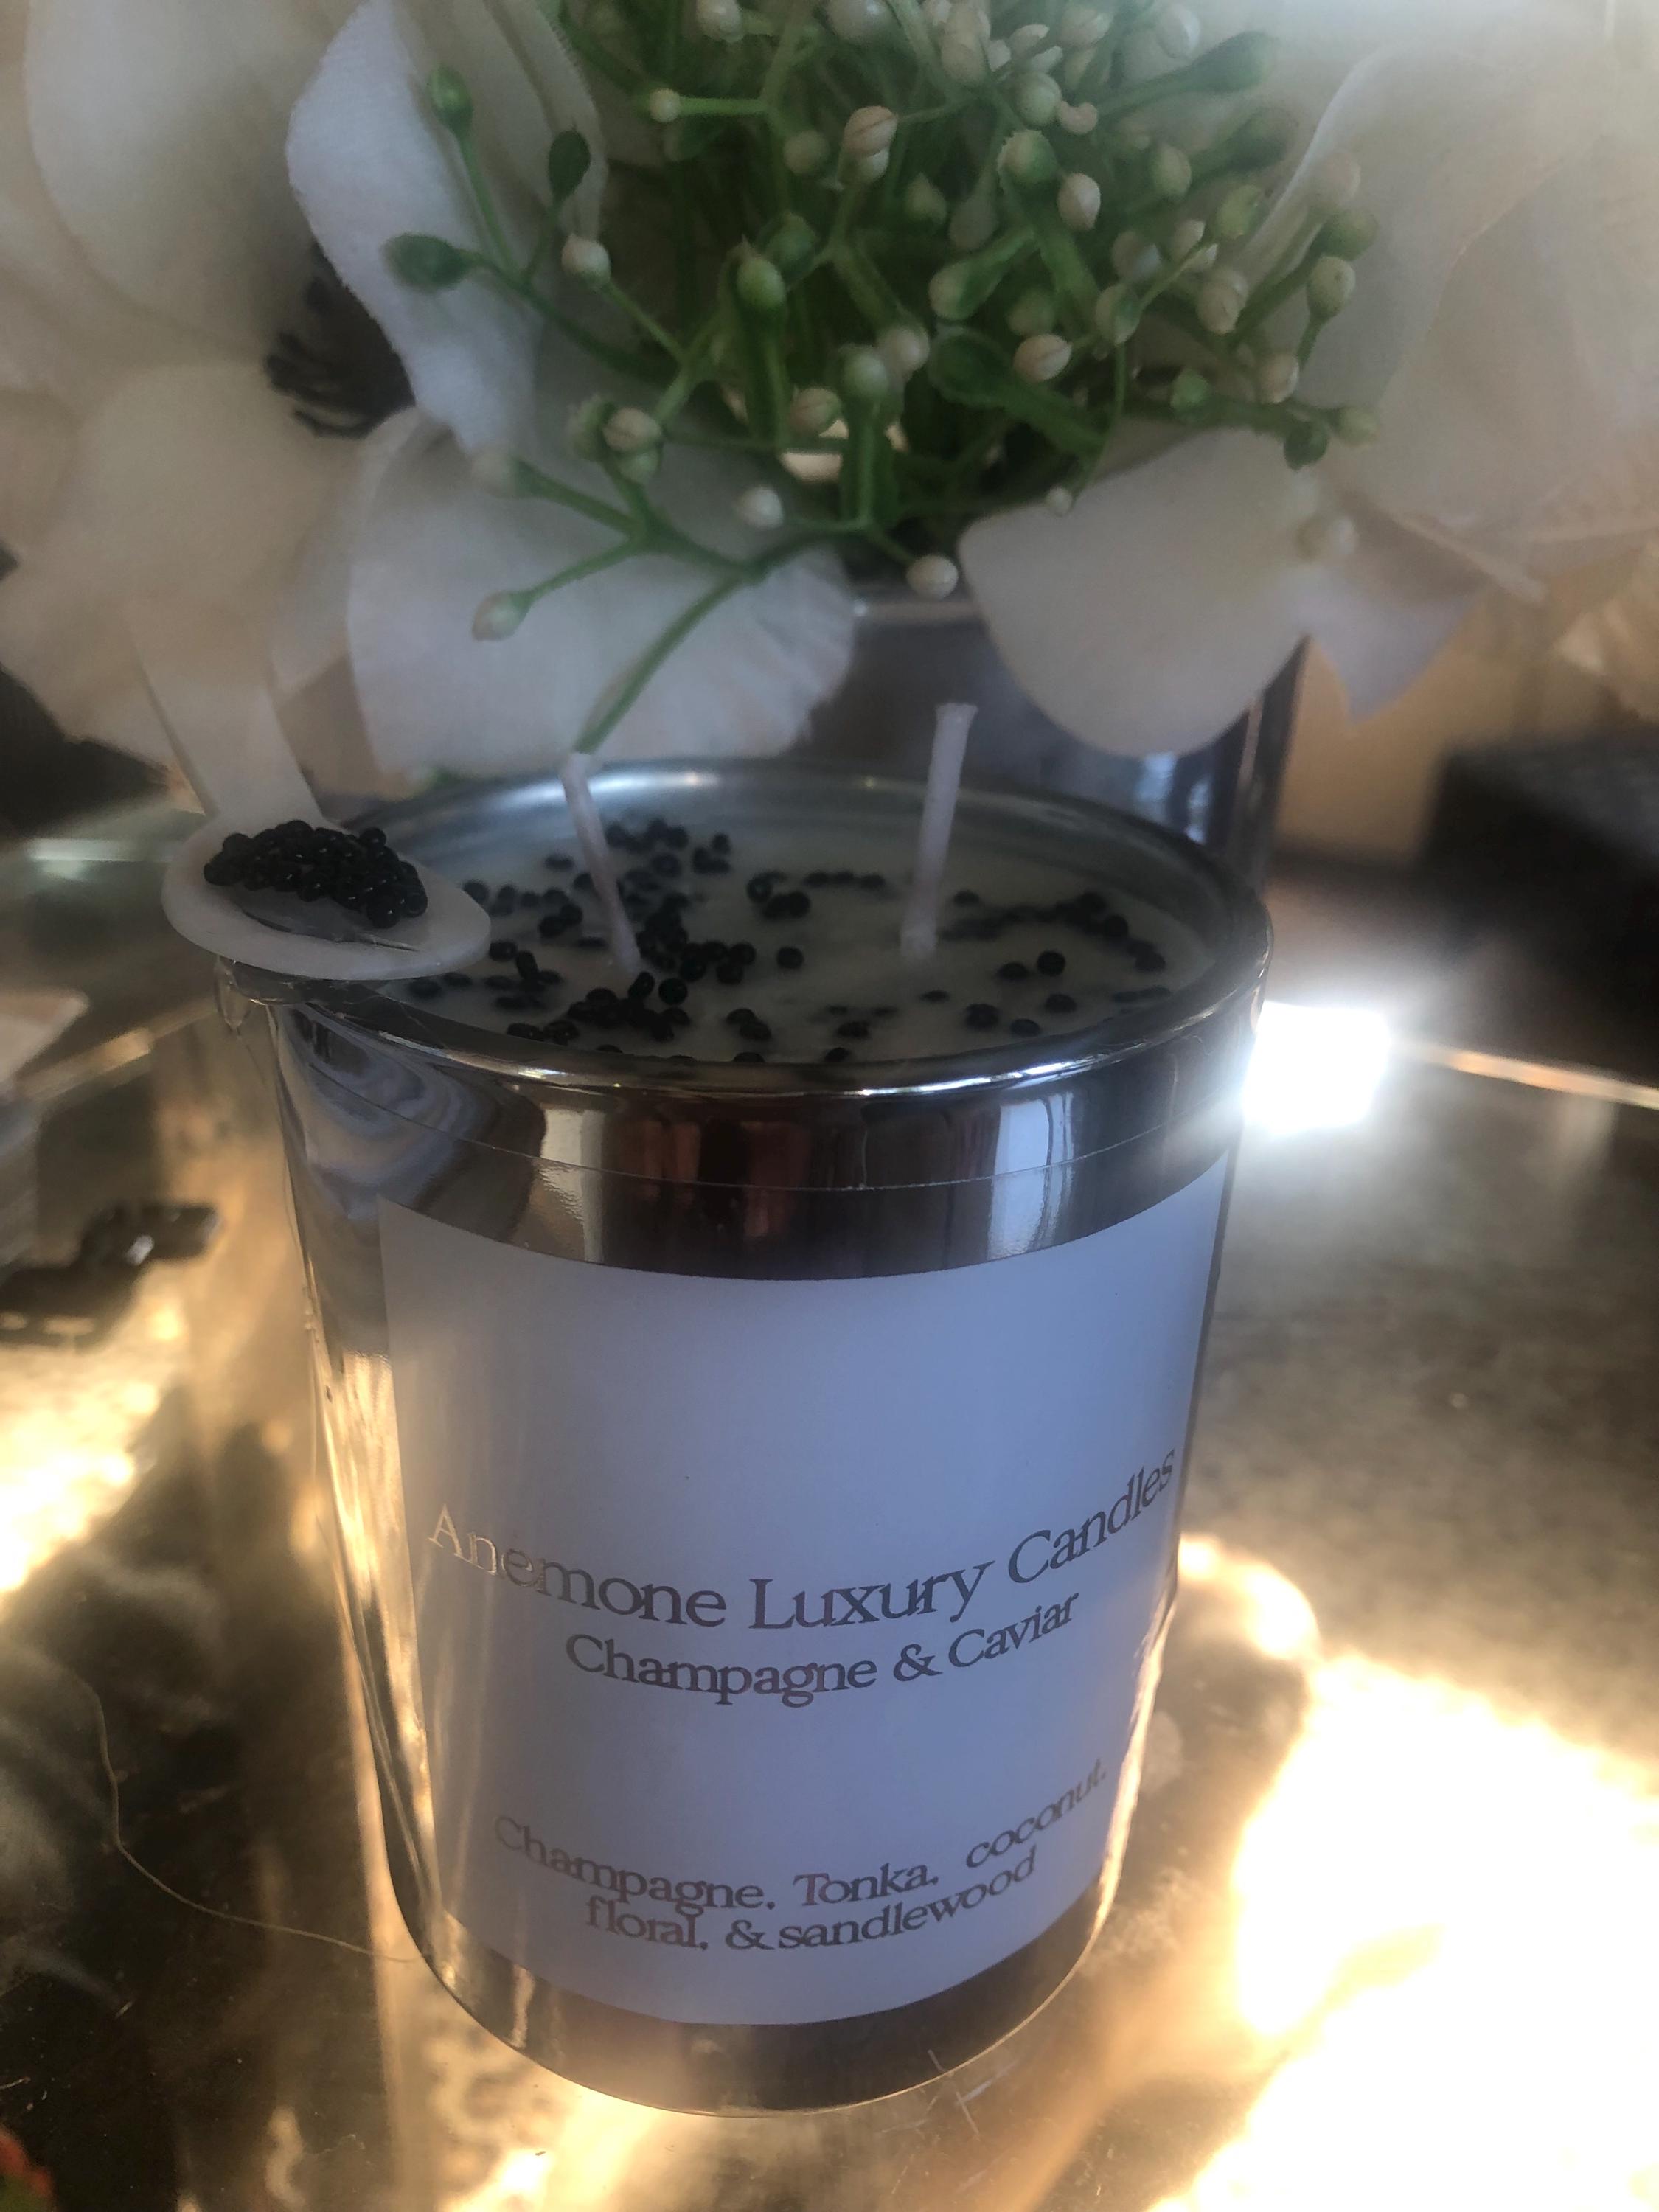 Anemone Luxury Candles
Champagne & Caviar
Champagne, Tonka, coconut,
floral, & sandlewood